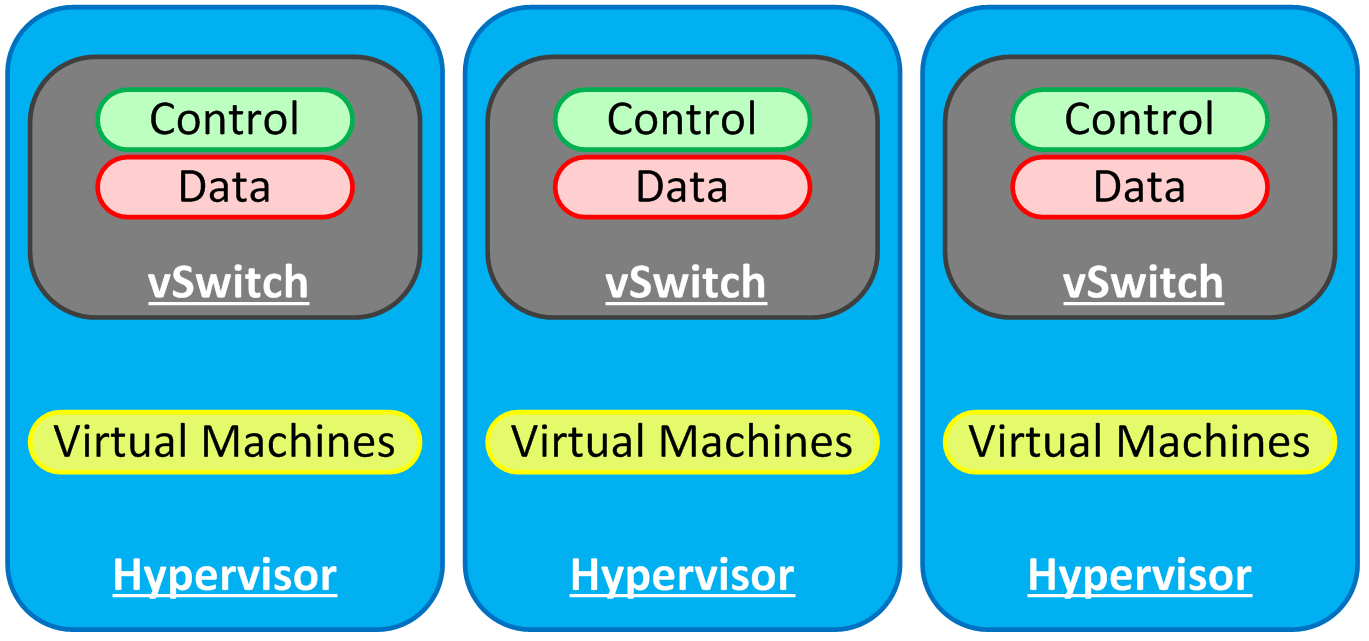 Control
Data
vSwitch
Virtual Machines
Hypervisor
Control
Data
vSwitch
Virtual Machines
Hypervisor
Control
Data
vSwitch
Virtual Machines
Hypervisor